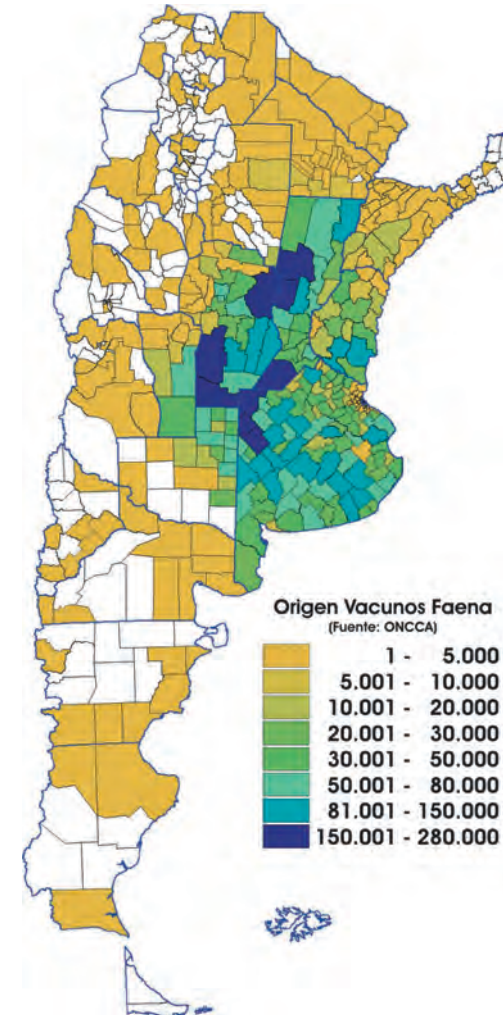 Origen Vacunos Faena
(Fuente: ONCCA)
1 - 5.000
5.001 - 10.000
10.001 - 20.000
20.001 - 30.000
30.001 - 50.000
50.001 - 80.000
81.001 - 150.000
150.001 - 280.000